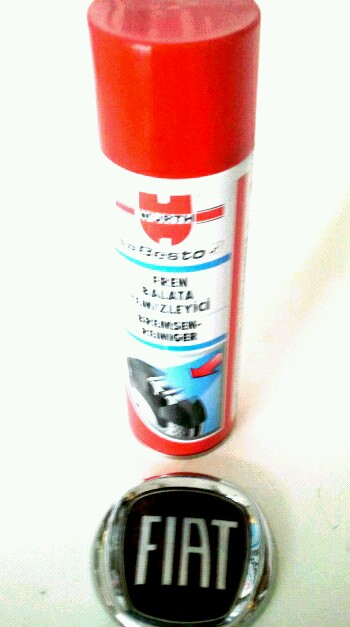 WÜRTH
FREN
BALATA
TEMİZLEYİCİ
BREMSEN-
REINIGER
FIAT